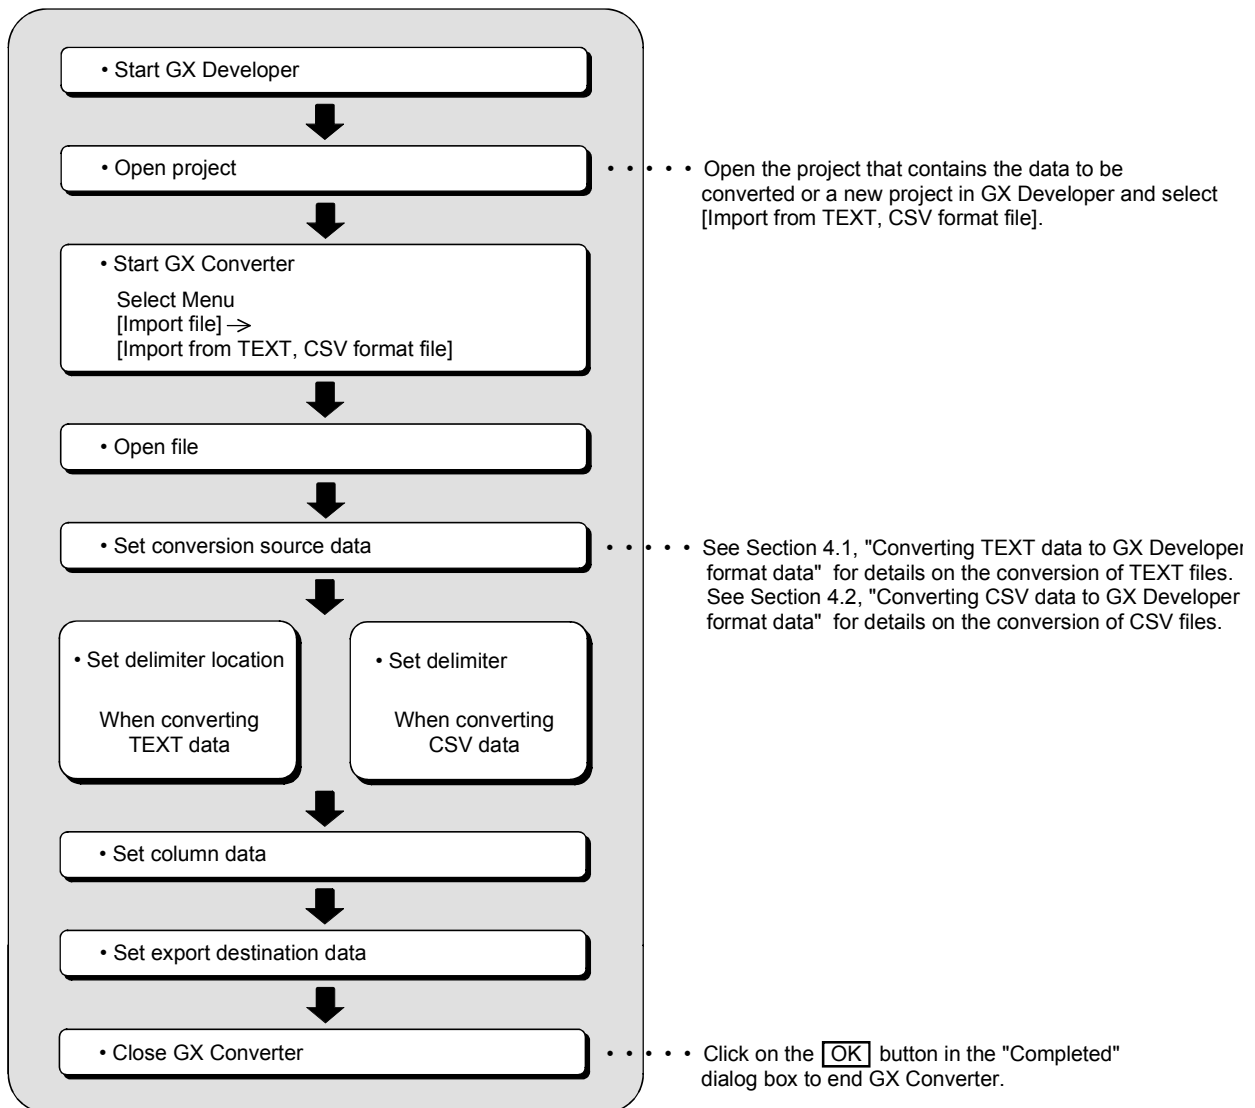 • Start GX Developer
• Open project
• • • • • Open the project that contains the data to be
converted or a new project in GX Developer and select
[Import from TEXT, CSV format file].
• Start GX Converter
Select Menu
[Import file] →
[Import from TEXT, CSV format file]
• Open file
• Set conversion source data
• • • • • See Section 4.1, "Converting TEXT data to GX Developer
format data" for details on the conversion of TEXT files.
See Section 4.2, "Converting CSV data to GX Developer
format data" for details on the conversion of CSV files.
• Set delimiter location
When converting
TEXT data
• Set delimiter
When converting
CSV data
• Set column data
• Set export destination data
• Close GX Converter
• • • • • Click on the OK button in the "Completed"
dialog box to end GX Converter.